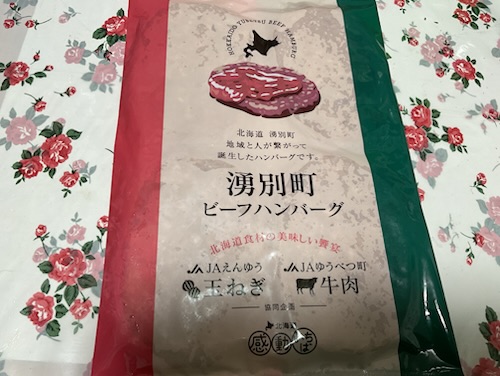 HOKKAIDO YUBETSU BEEF HAMBURG
北海道 湧別町
地域と人が繋がって
誕生したハンバーグです。
湧別町
ビーフハンバーグ
北海道食材の美味しい饗宴
JAえんゆう
玉ねぎ
JAゆうべつ町
牛肉
協同企画
北海道
感動